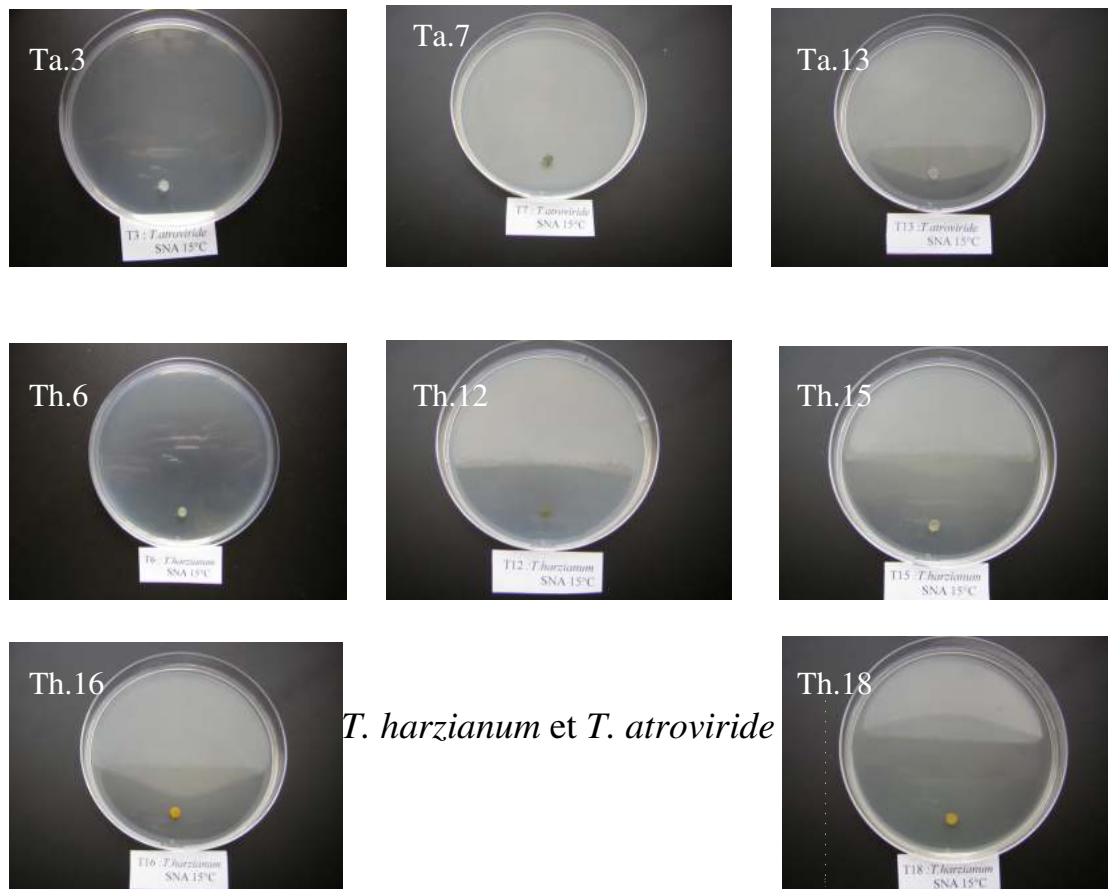 Ta.3
Ta.7
Ta.13
T3 : T.atroviride
SNA 15°C
T7 : T.atroviride
SNA 15°C
T13 : T.atroviride
SNA 15°C
Th.6
Th.12
Th.15
T6 : T.harzianum
SNA 15°C
T12 : T.harzianum
SNA 15°C
T15 : T.harzianum
SNA 15°C
Th.16
Th.18
T. harzianum et T. atroviride
T16 : T.harzianum
SNA 15°C
T18 : T.harzianum
SNA 15°C